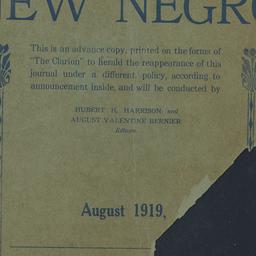 NEW NEGRO
This is an advance copy, printed on the forms of
"The Clarion" to herald the reappearance of this
journal under a different policy, according to
announcement inside, and will be conducted by
HUBERT H. HARRISON and
AUGUST VALENTINE BERNIER
Editors.
August 1919,